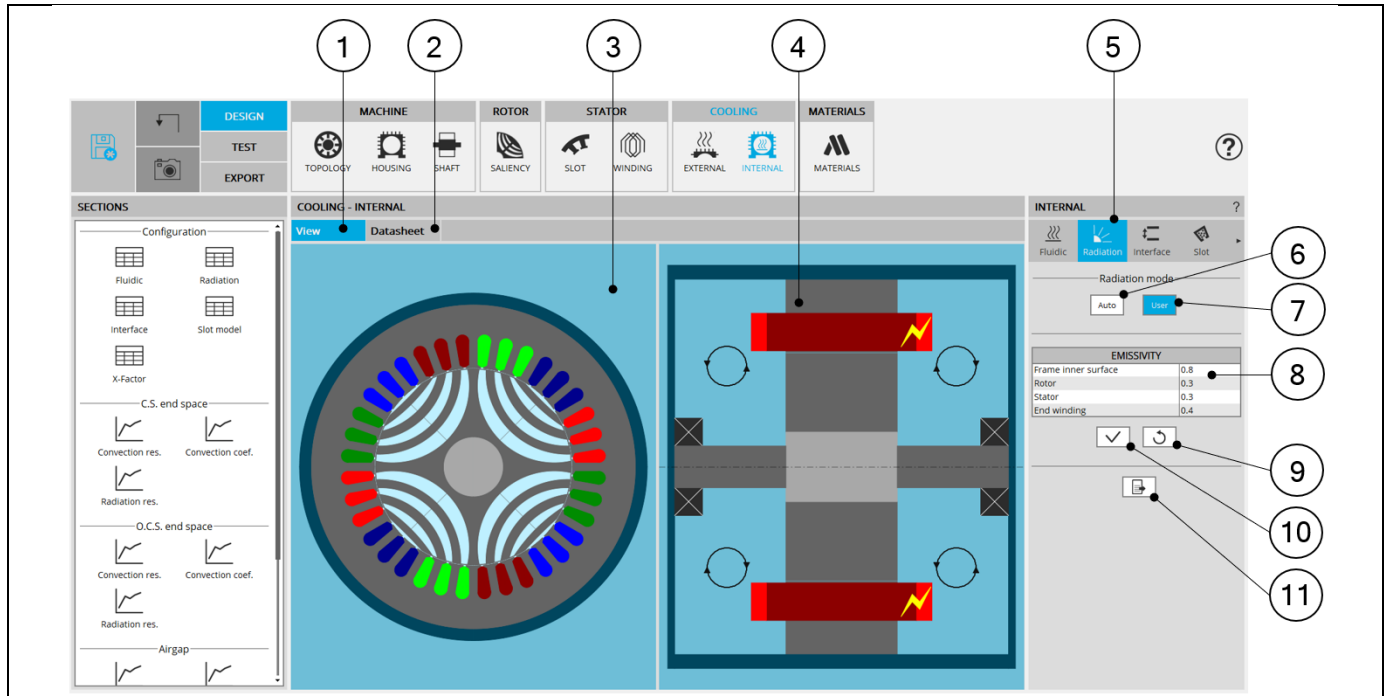 1
2
3
4
5
DESIGN
TEST
EXPORT
MACHINE
TOPOLOGY
HOUSING
SHAFT
ROTOR
SALIENCY
STATOR
SLOT
WINDING
COOLING
EXTERNAL
INTERNAL
MATERIALS
MATERIALS
?
SECTIONS
Configuration
Fluidic
Radiation
Interface
Slot model
X-Factor
C.S. end space
Convection res.
Convection coef.
Radiation res.
O.C.S. end space
Convection res.
Convection coef.
Radiation res.
Airgap
COOLING - INTERNAL
View
Datasheet
INTERNAL
?
Fluidic
Radiation
Interface
Slot
Radiation mode
Auto
User
EMISSIVITY
Frame inner surface 0.8
Rotor 0.3
Stator 0.3
End winding 0.4
6
7
8
9
10
11